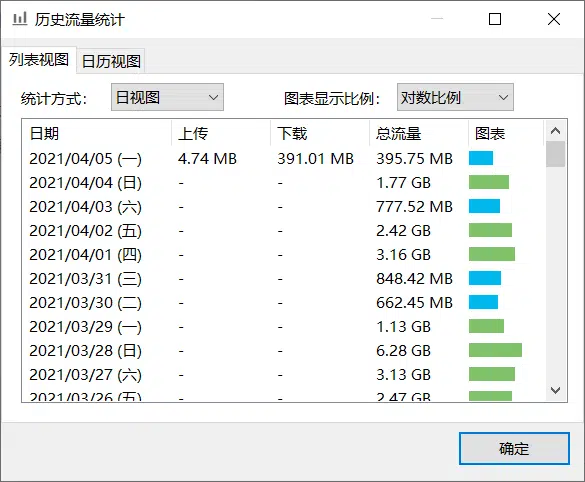 历史流量统计
列表视图 日历视图
统计方式： 日视图 图表显示比例： 对数比例
日期 上传 下载 总流量 图表
2021/04/05 (一) 4.74 MB 391.01 MB 395.75 MB
2021/04/04 (日) - - 1.77 GB
2021/04/03 (六) - - 777.52 MB
2021/04/02 (五) - - 2.42 GB
2021/04/01 (四) - - 3.16 GB
2021/03/31 (三) - - 848.42 MB
2021/03/30 (二) - - 662.45 MB
2021/03/29 (一) - - 1.13 GB
2021/03/28 (日) - - 6.28 GB
2021/03/27 (六) - - 3.13 GB
2021/03/26 (五) - - 2.47 GB
确定